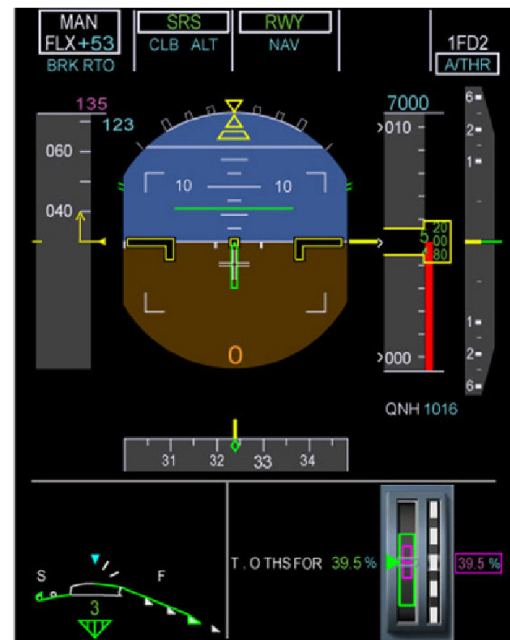 MAN SRS RWY
FLX+53 CLB ALT NAV 1FD2
BRK RTO A/THR
135 7000
123
6
010
2
060 1
10 10
040
20
5 00
80
1
000 2
0 6
QNH 1016
31 32 33 34
S F T . O THS FOR 39.5 % 39.5 %
3